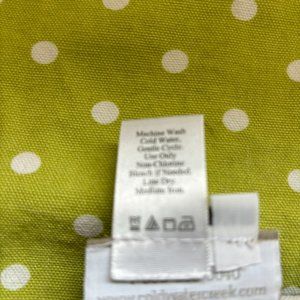 Machine Wash
Cold Water,
Gentle Cycle.
Use Only
Non-Chlorine
Bleach if Needed.
Line Dry.
Medium Iron.